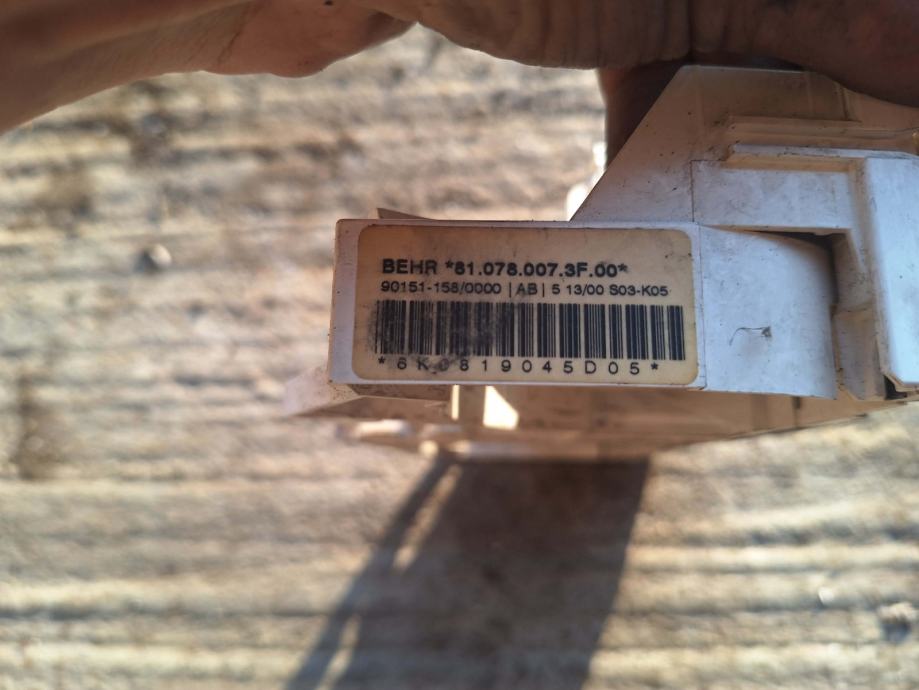 BEHR *81.078.007.3F.00*
90151-158/0000 |AB| 5 13/00 S03-K05
*6K0819045D05*